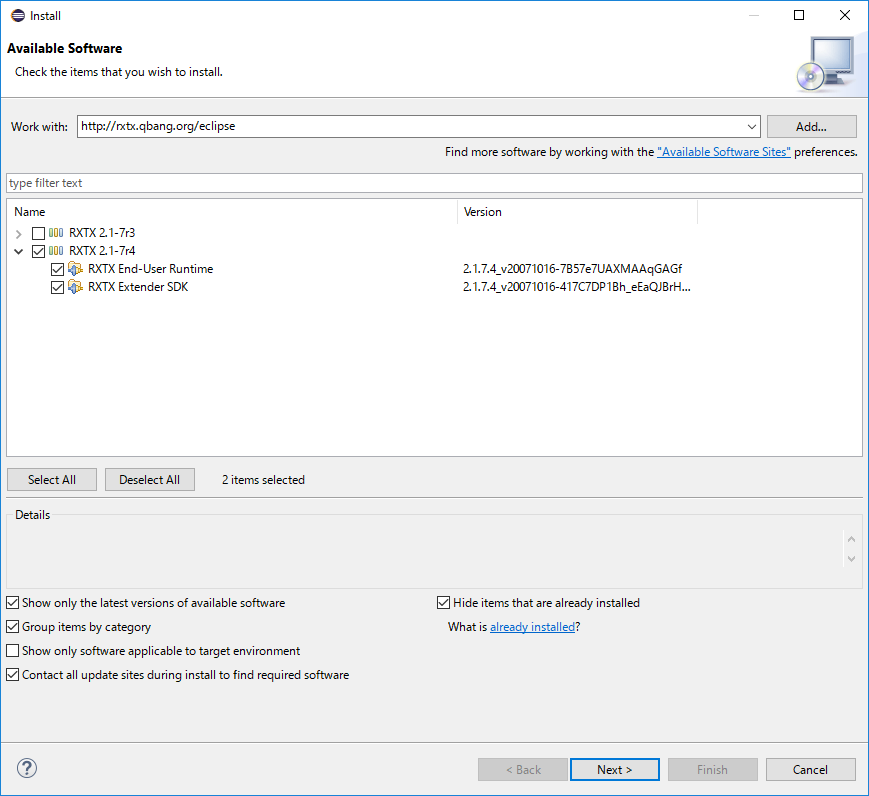 Install
Available Software
Check the items that you wish to install.
Work with: http://rxtx.qbang.org/eclipse Add...
Find more software by working with the "Available Software Sites" preferences.
type filter text
Name Version
RXTX 2.1-7r3
RXTX 2.1-7r4
RXTX End-User Runtime 2.1.7.4_v20071016-7B57e7UAXMAAqGAGf
RXTX Extender SDK 2.1.7.4_v20071016-417C7DP1Bh_eEaQJBrH...
Select All Deselect All 2 items selected
Details
Show only the latest versions of available software Hide items that are already installed
Group items by category What is already installed?
Show only software applicable to target environment
Contact all update sites during install to find required software
? < Back Next > Finish Cancel